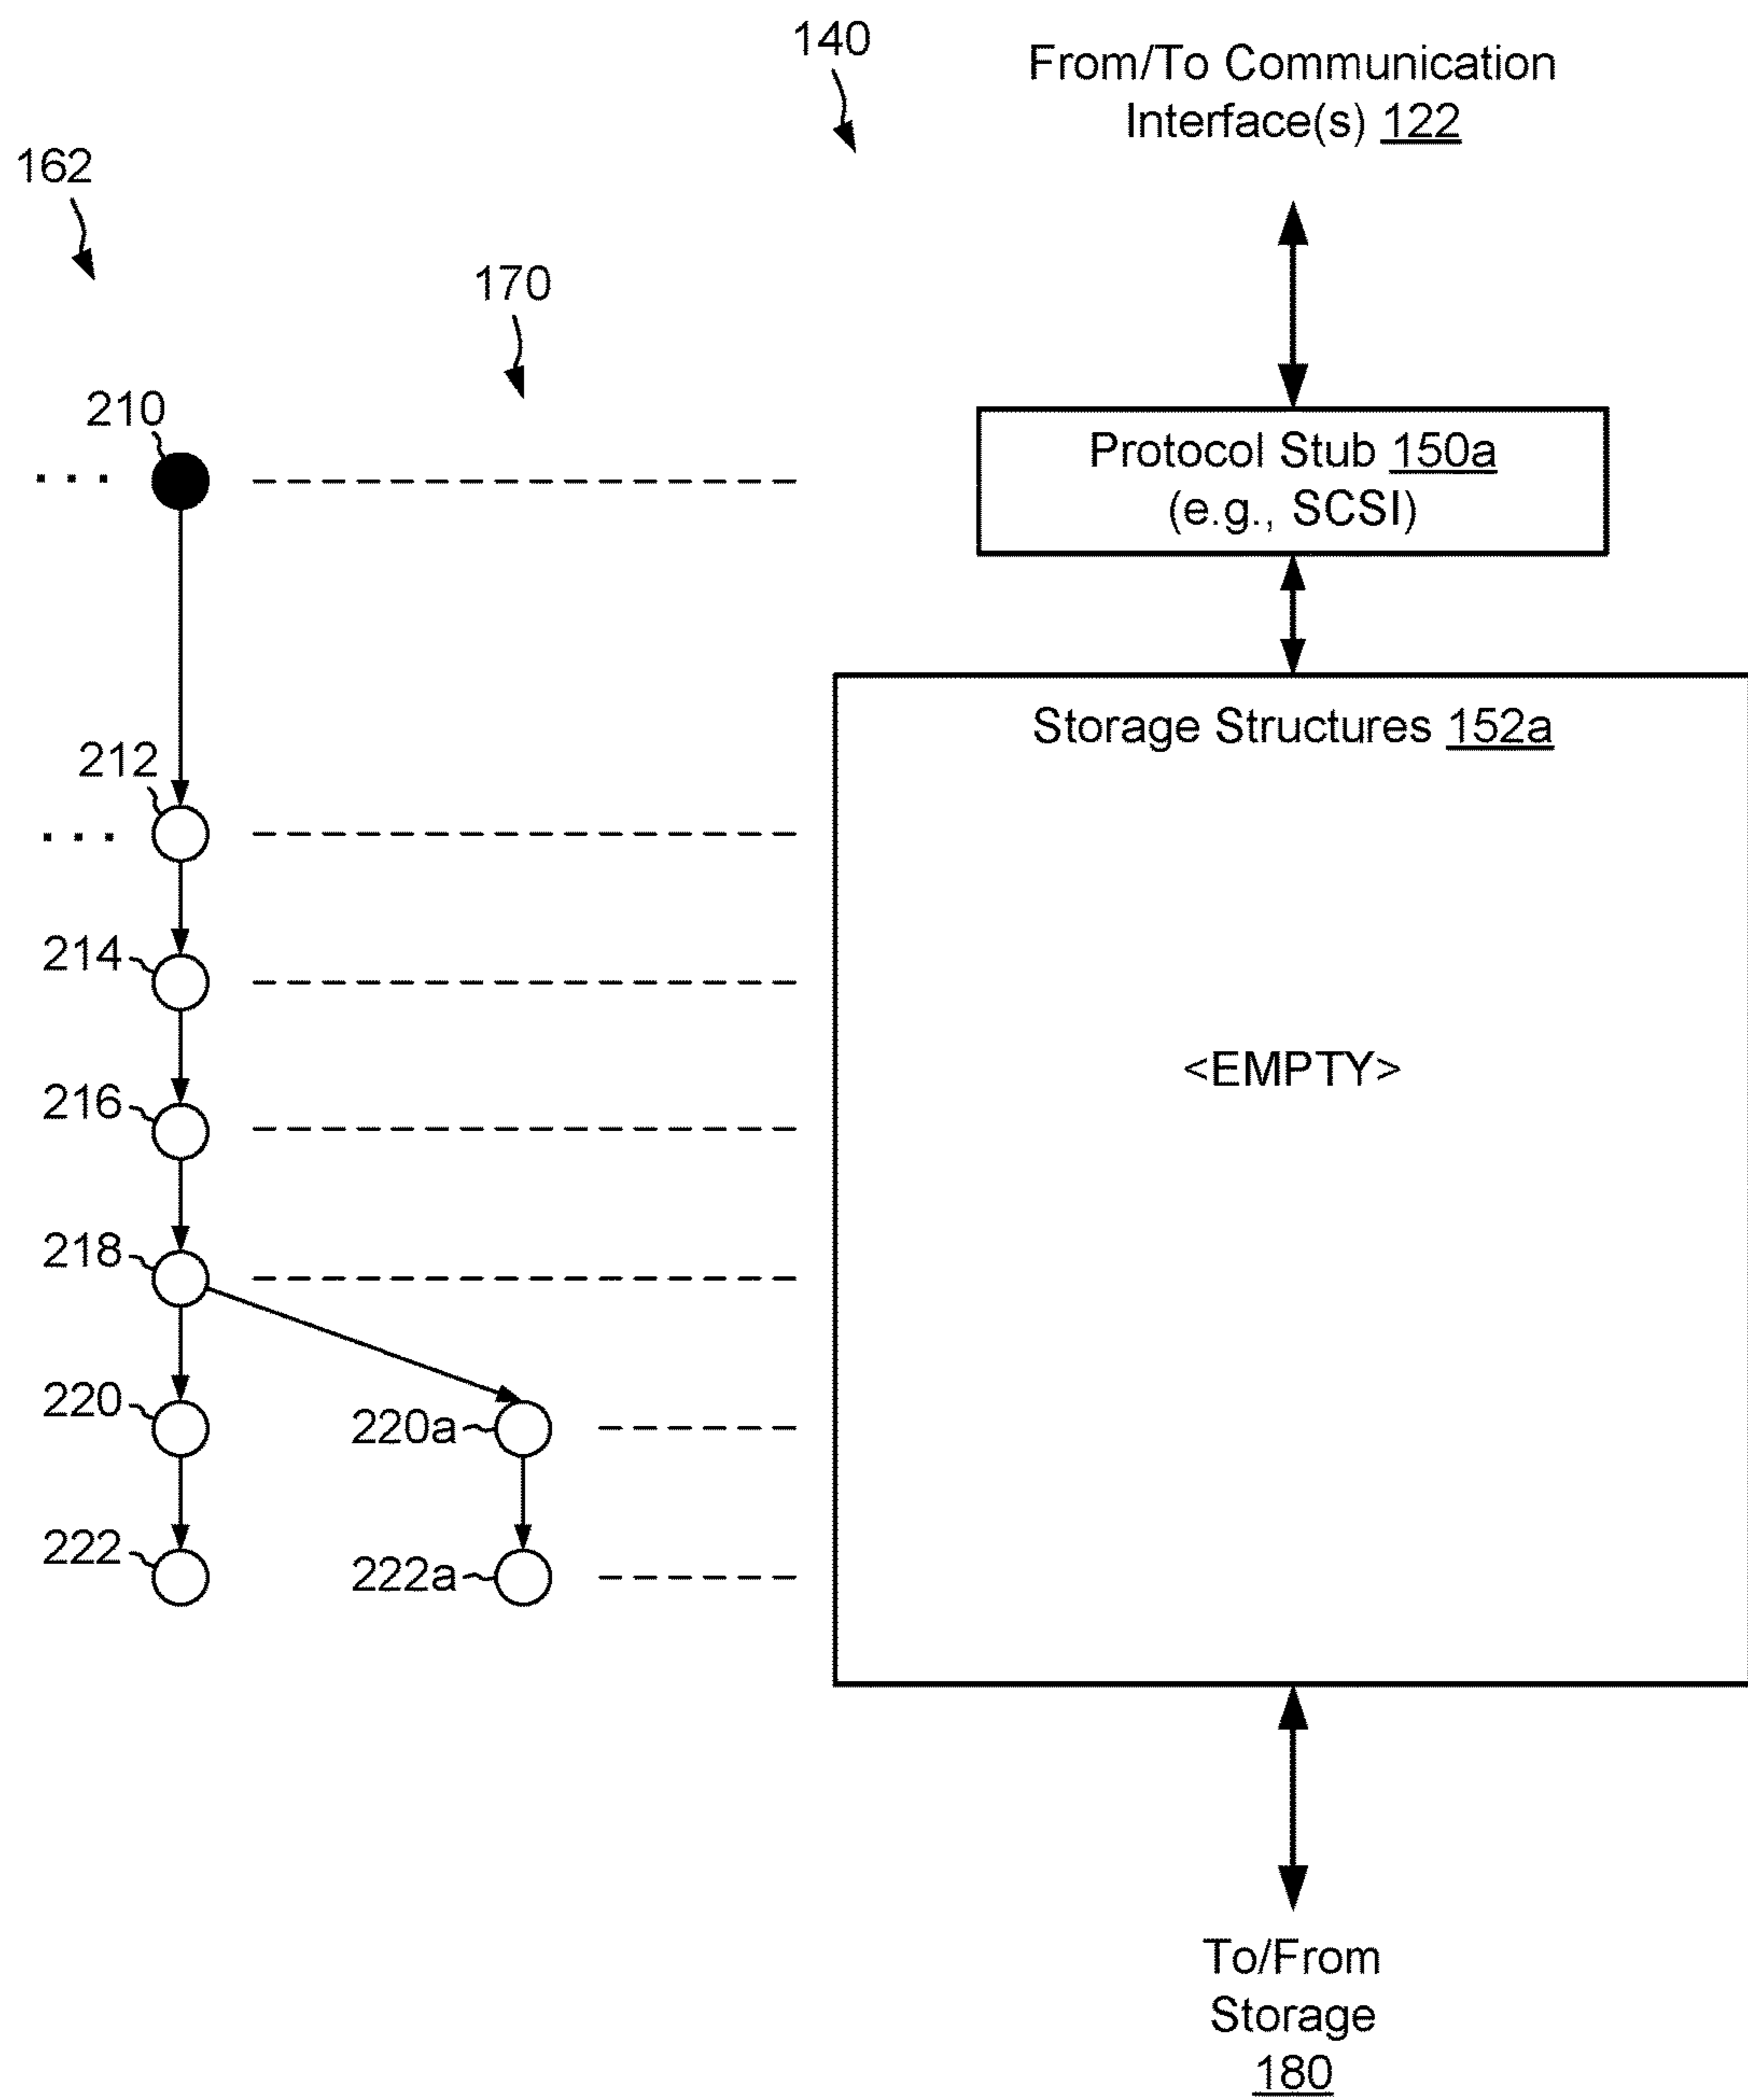 140
From/To Communication
Interface(s) 122
162
170
210
Protocol Stub 150a
(e.g., SCSI)
. . .
Storage Structures 152a
212
. . .
214
<EMPTY>
216
218
220
220a
222
222a
To/From
Storage
180